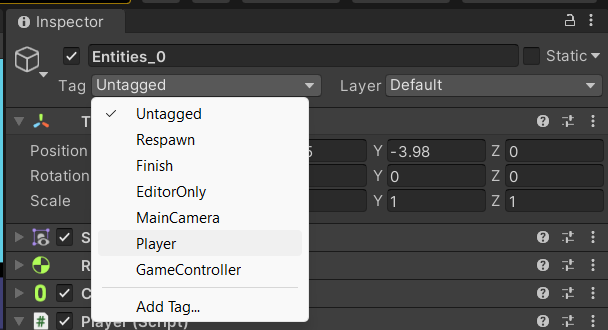 Inspector
Entities_0
Static
Tag Untagged Layer Default
Untagged
Respawn
Finish
EditorOnly
MainCamera
Player
GameController
Add Tag...
T
Position 5 Y -3.98 Z 0
Rotation Y 0 Z 0
Scale Y 1 Z 1
S
R
C
Player (Script)